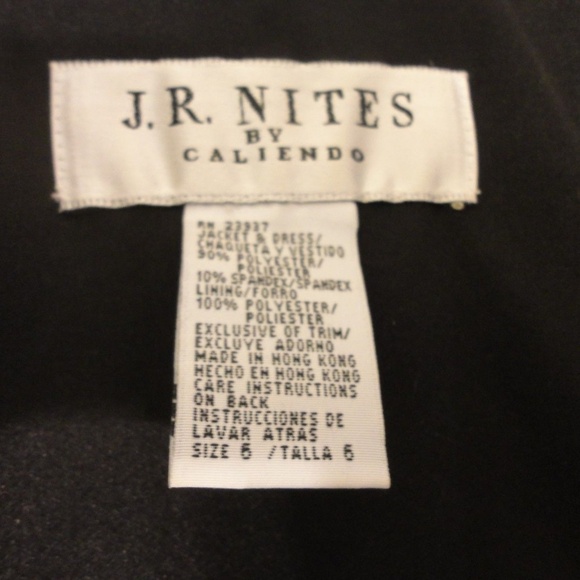 J.R. NITES
BY
CALIENDO
RN 23937
JACKET & DRESS/
CHAQUETA Y VESTIDO
90% POLYESTER/
POLIESTER
10% SPANDEX/SPANDEX
LINING/FORRO
100% POLYESTER/
POLIESTER
EXCLUSIVE OF TRIM/
EXCLUYE ADORNO
MADE IN HONG KONG
HECHO EN HONG KONG
CARE INSTRUCTIONS
ON BACK
INSTRUCCIONES DE
LAVAR ATRAS
SIZE 6 /TALLA 6